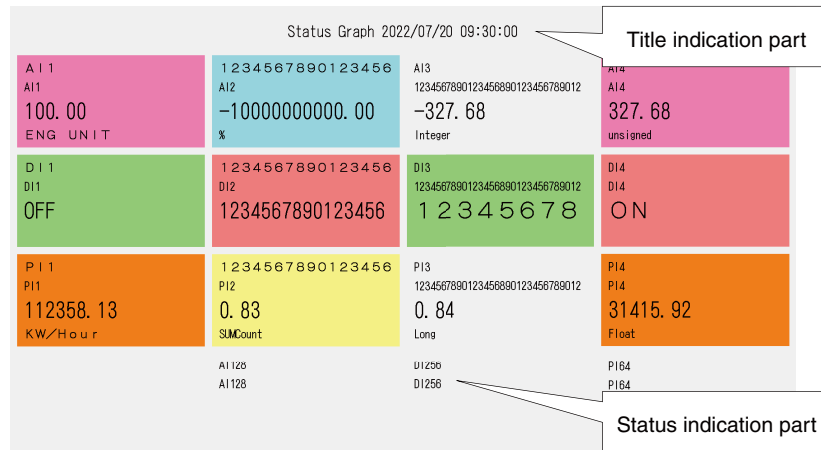 Status Graph 2022/07/20 09:30:00
Title indication part
AI1
AI1
100.00
ENG UNIT
1234567890123456
AI2
-10000000000.00
%
AI3
1234567890123456890123456789012
-327.68
Integer
AI4
AI4
327.68
unsigned
DI1
DI1
OFF
1234567890123456
DI2
1234567890123456
DI3
1234567890123456890123456789012
12345678
DI4
DI4
ON
PI1
PI1
112358.13
KW/Hour
1234567890123456
PI2
0.83
SUMCount
PI3
1234567890123456890123456789012
0.84
Long
PI4
PI4
31415.92
Float
AI128
AI128
DI256
DI256
PI64
PI64
Status indication part